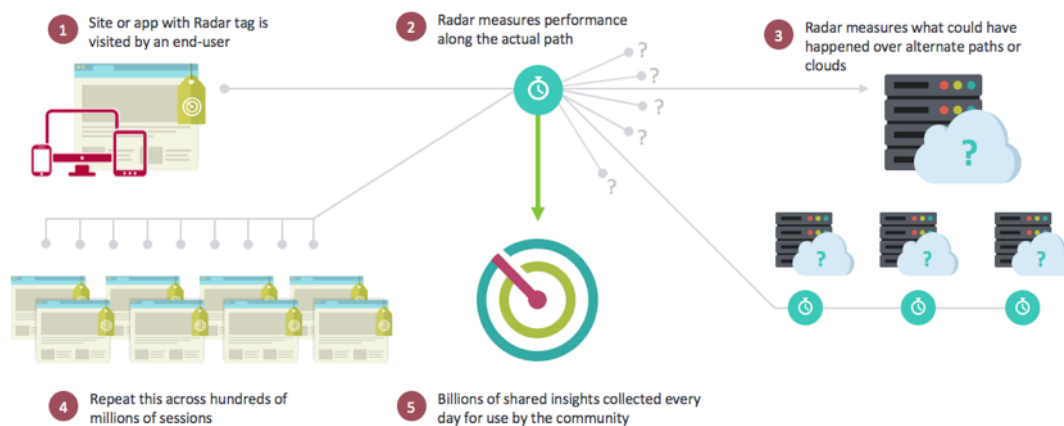 1 Site or app with Radar tag is
visited by an end-user
2 Radar measures performance
along the actual path
3 Radar measures what could have
happened over alternate paths or
clouds
?
?
?
?
?
?
?
?
?
4 Repeat this across hundreds of
millions of sessions
5 Billions of shared insights collected every
day for use by the community